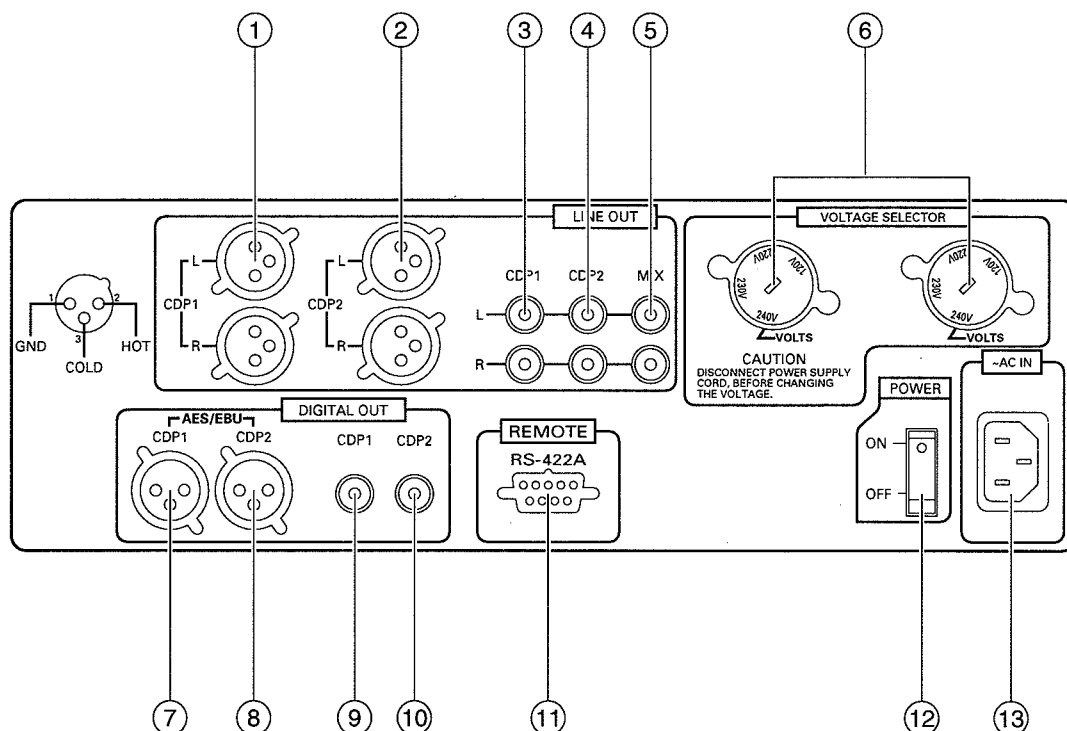 1 2 3 4 5 6
LINE OUT
VOLTAGE SELECTOR
L
CDP1
R
L
CDP2
R
CDP1 CDP2 MIX
L
R
1 2
3
GND COLD HOT
120V
220V
230V
240V
VOLTS
120V
220V
230V
240V
VOLTS
CAUTION
DISCONNECT POWER SUPPLY
CORD, BEFORE CHANGING
THE VOLTAGE.
~AC IN
POWER
ON
OFF
DIGITAL OUT
AES/EBU
CDP1 CDP2 CDP1 CDP2
REMOTE
RS-422A
7 8 9 10 11 12 13